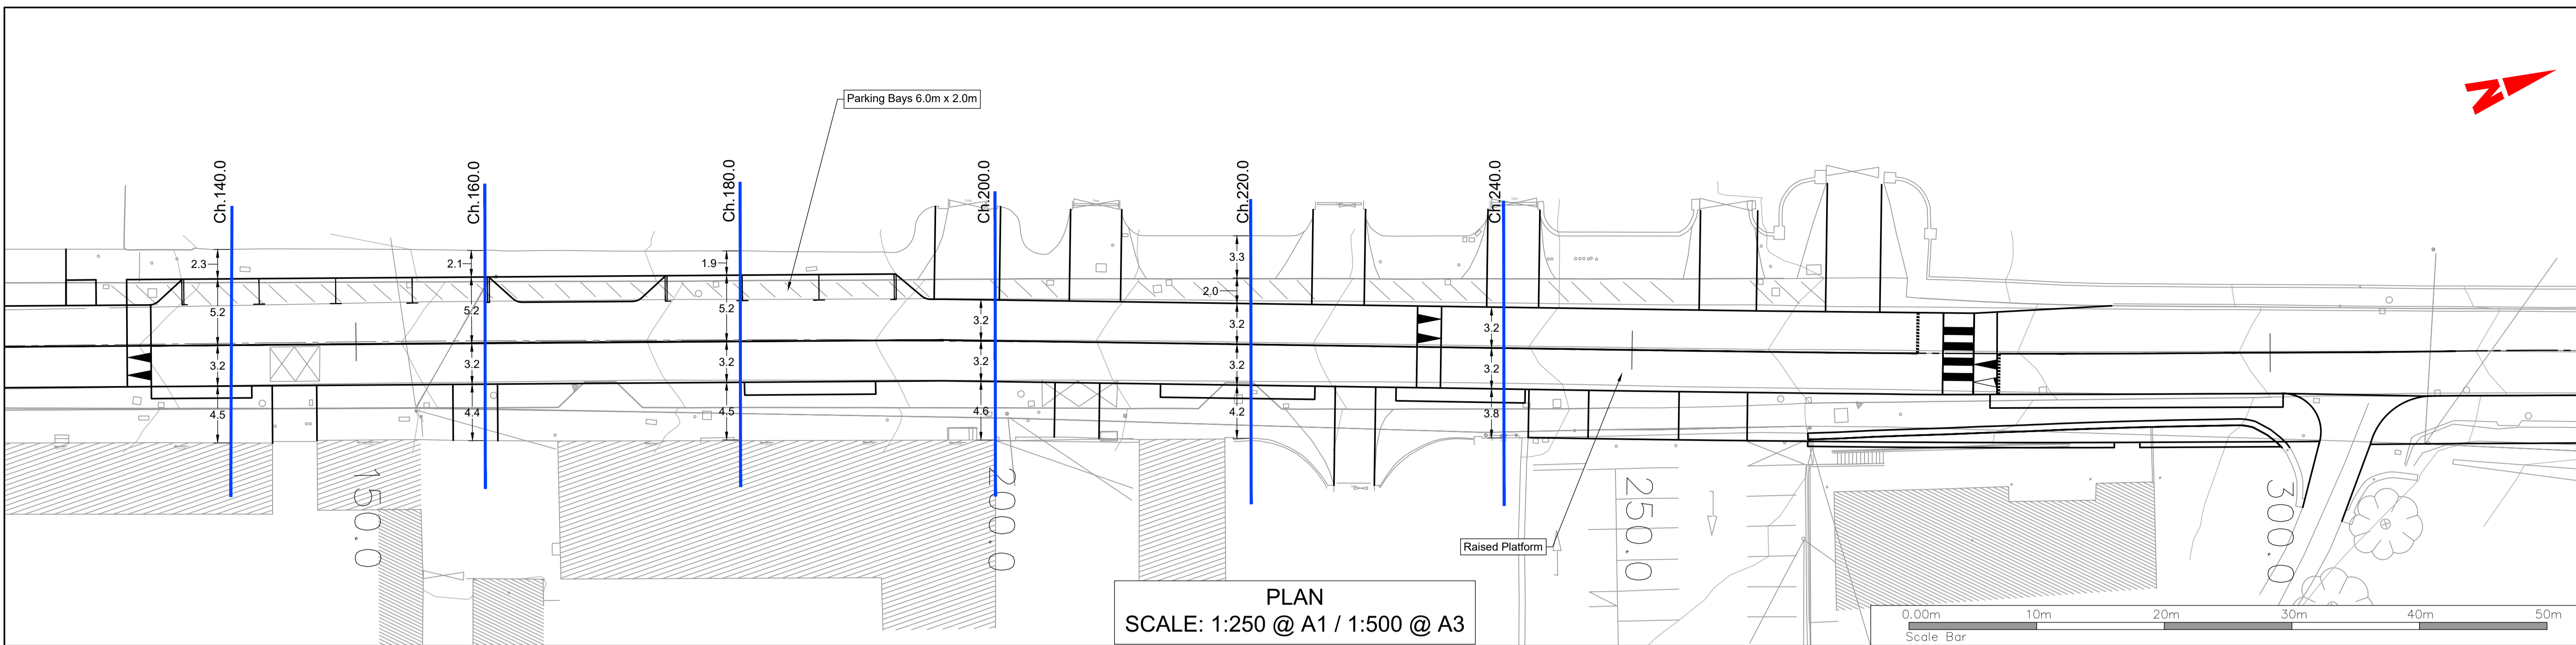 Parking Bays 6.0m x 2.0m
N
Ch.140.0
Ch.160.0
Ch.180.0
Ch.200.0
Ch.220.0
Ch.240.0
2.3
2.1
1.9
3.3
2.0
5.2
5.2
5.2
3.2
3.2
3.2
3.2
3.2
3.2
3.2
3.2
3.2
4.5
4.4
4.5
4.6
4.2
3.8
150.0
200.0
250.0
300.0
Raised Platform
PLAN
SCALE: 1:250 @ A1 / 1:500 @ A3
0.00m 10m 20m 30m 40m 50m
Scale Bar